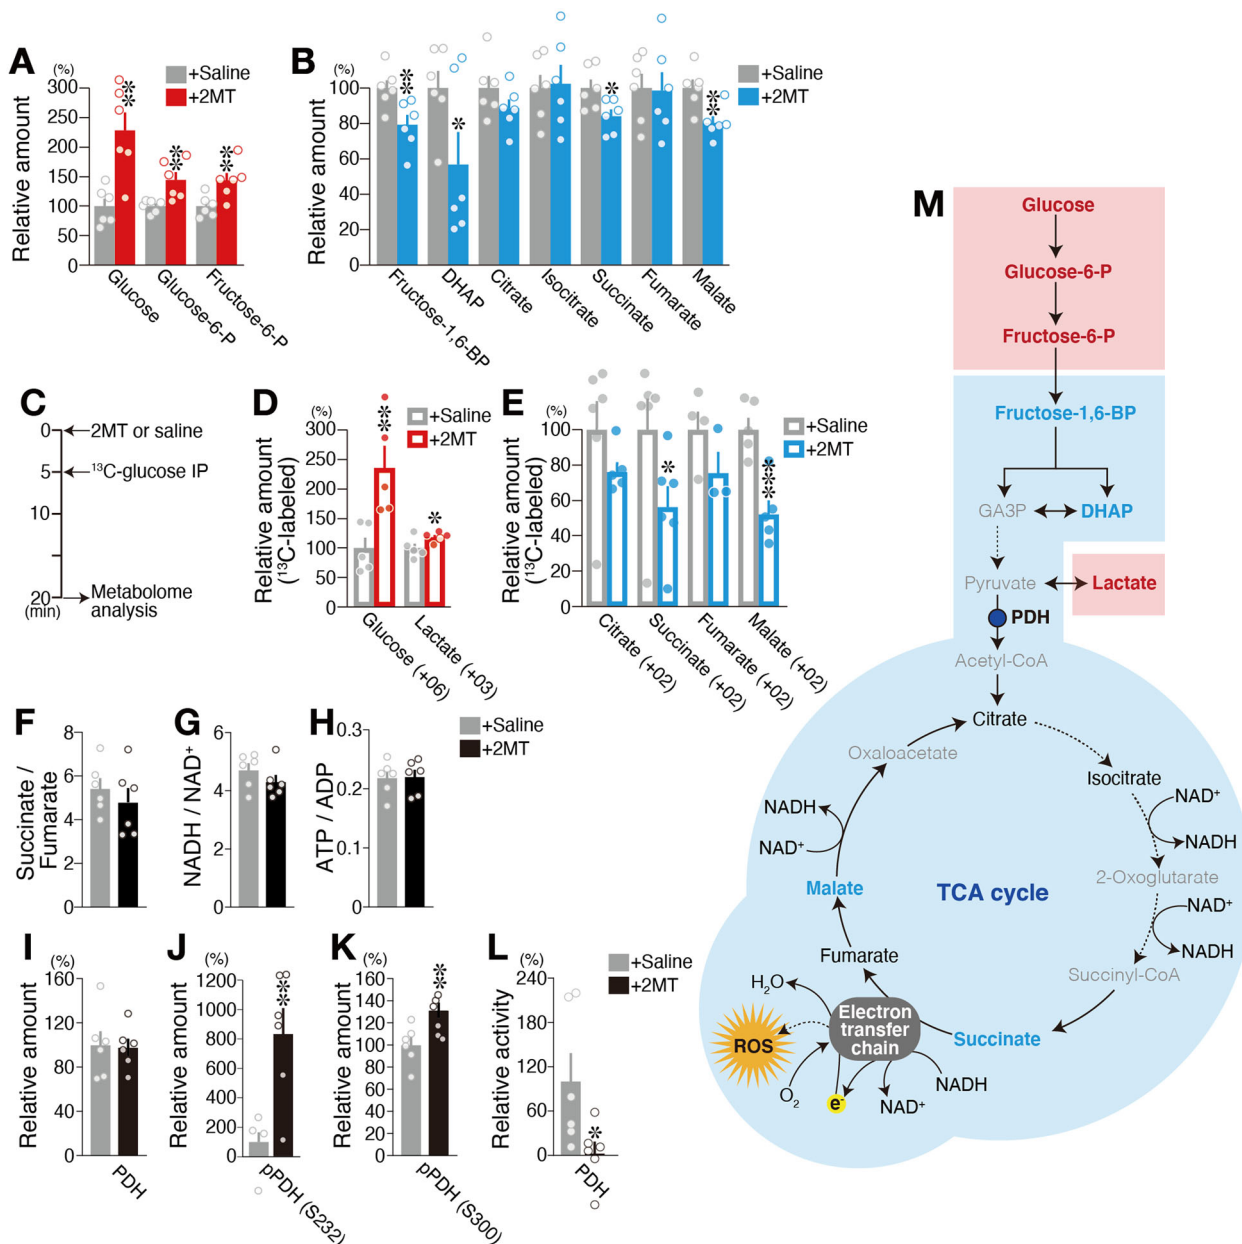 A
(%)
Relative amount
300
250
200
150
100
50
0
+Saline
+2MT
**
**
**
Glucose
Glucose-6-P
Fructose-6-P
B
(%)
Relative amount
100
80
60
40
20
0
+Saline
+2MT
**
*
*
**
Fructose-1,6-BP
DHAP
Citrate
Isocitrate
Succinate
Fumarate
Malate
C
0
5
10
20
(min)
2MT or saline
¹³C-glucose IP
Metabolome
analysis
D
(%)
Relative amount
(¹³C-labeled)
300
250
200
150
100
50
0
+Saline
+2MT
**
*
Glucose (+06)
Lactate (+03)
E
(%)
Relative amount
(¹³C-labeled)
100
80
60
40
20
0
+Saline
+2MT
*
***
Citrate (+02)
Succinate (+02)
Fumarate (+02)
Malate (+02)
F
Succinate /
Fumarate
8
6
4
2
0
G
NADH / NAD⁺
6
4
2
0
H
ATP / ADP
0.3
0.2
0.1
0
+Saline
+2MT
I
(%)
Relative amount
160
120
80
40
0
PDH
J
(%)
Relative amount
1200
1000
800
600
400
200
0
***
pPDH (S232)
K
(%)
Relative amount
160
140
120
100
80
60
40
20
0
**
pPDH (S300)
L
(%)
Relative activity
240
180
120
60
0
*
PDH
+Saline
+2MT
M
Glucose
Glucose-6-P
Fructose-6-P
Fructose-1,6-BP
GA3P
DHAP
Pyruvate
Lactate
PDH
Acetyl-CoA
Citrate
Oxaloacetate
Isocitrate
NADH
NAD⁺
NAD⁺
NADH
Malate
TCA cycle
2-Oxoglutarate
NAD⁺
NADH
Fumarate
Succinyl-CoA
H₂O
Electron
transfer
chain
ROS
Succinate
O₂
e⁻
NAD⁺
NADH